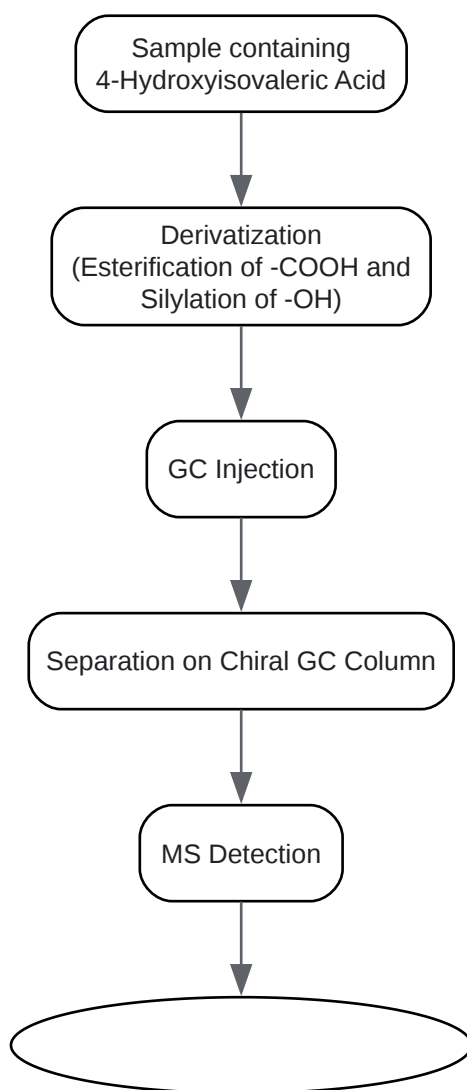 Sample containing
4-Hydroxyisovaleric Acid
Derivatization
(Esterification of -COOH and
Silylation of -OH)
GC Injection
Separation on Chiral GC Column
MS Detection